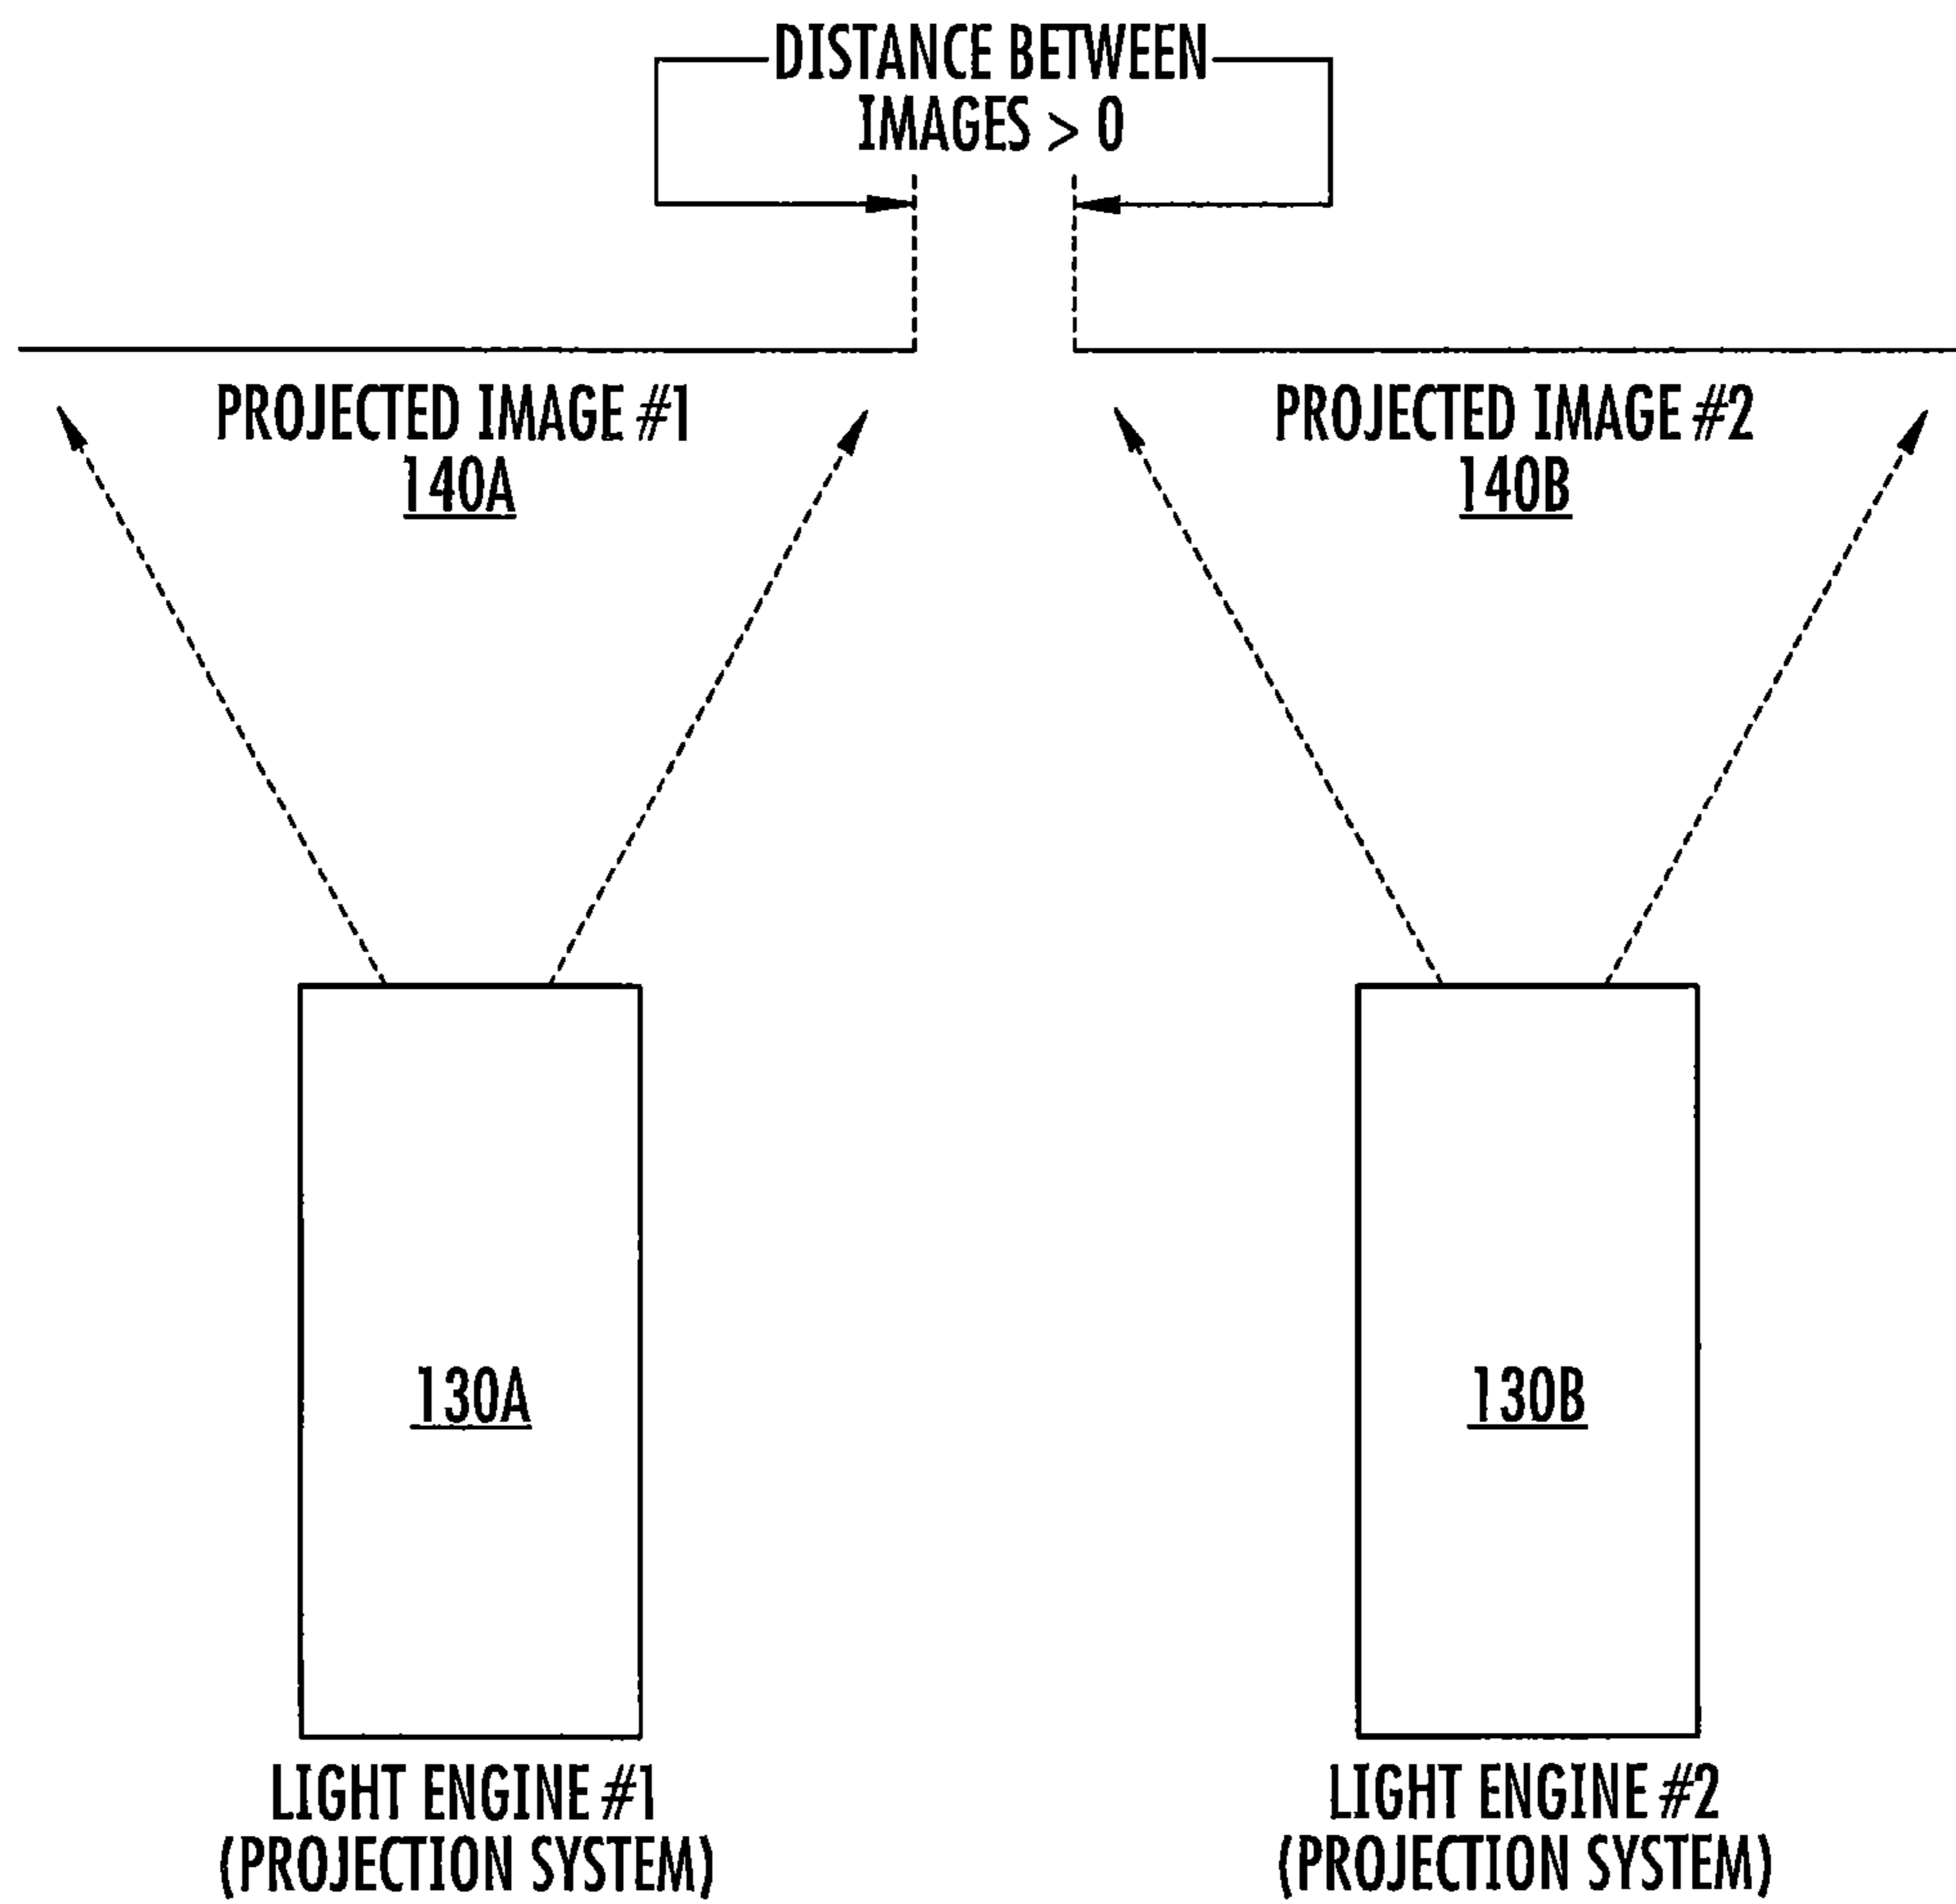 DISTANCE BETWEEN
IMAGES > 0
PROJECTED IMAGE #1
140A
PROJECTED IMAGE #2
140B
130A
130B
LIGHT ENGINE #1
(PROJECTION SYSTEM)
LIGHT ENGINE #2
(PROJECTION SYSTEM)